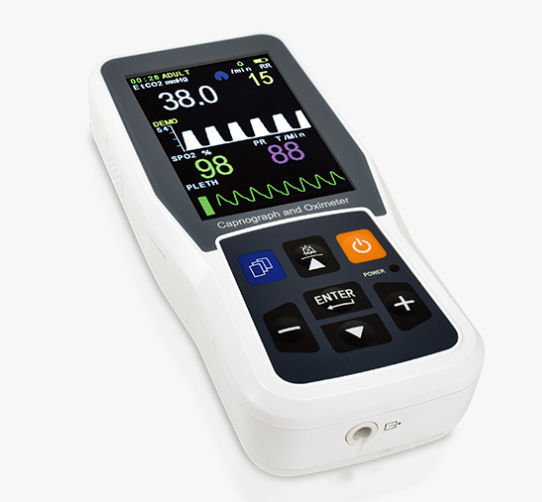 00:28 ADULT
EtCO2 mmHg
/min RR
38.0
15
DEMO
54
SPO2 % PR T/Min
98
88
PLETH
Capnograph and Oximeter
POWER
ENTER